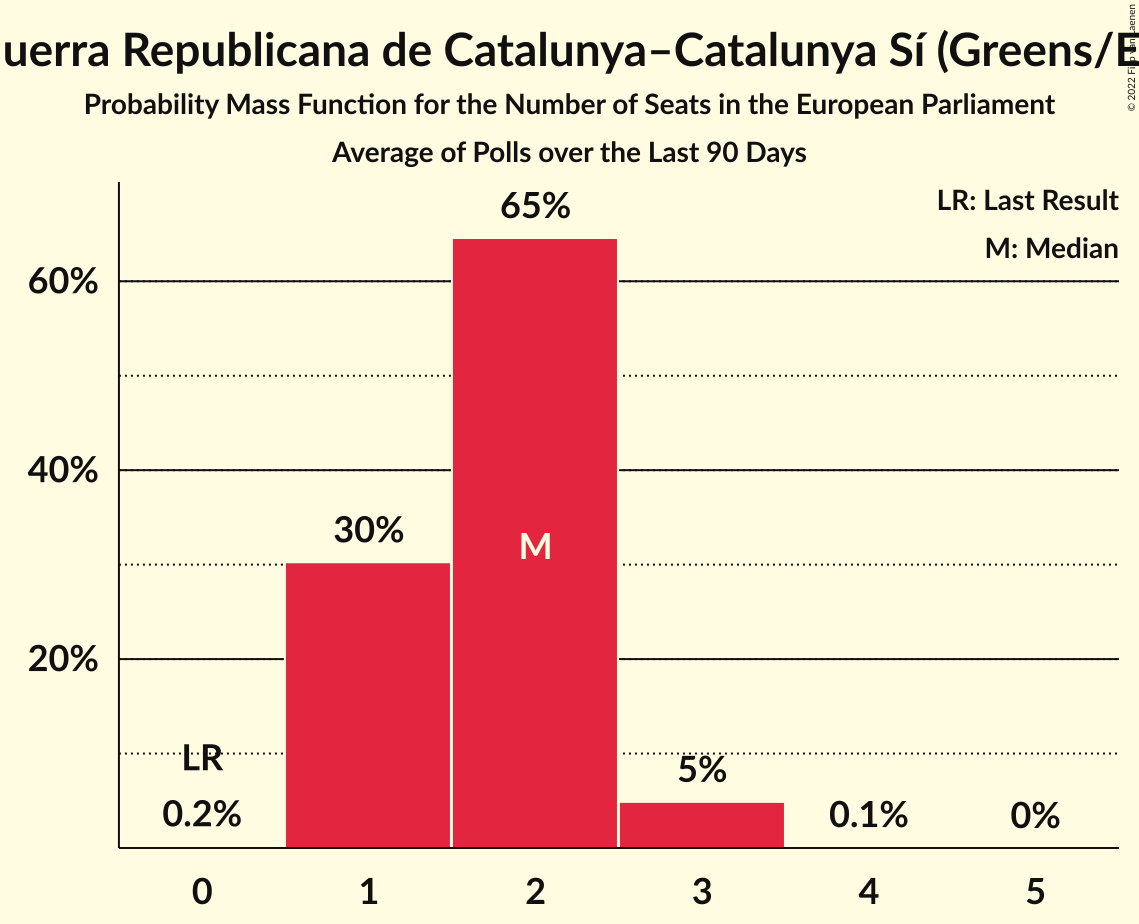 uerra Republicana de Catalunya–Catalunya Sí (Greens/E
Probability Mass Function for the Number of Seats in the European Parliament
Average of Polls over the Last 90 Days
© 2022 Filip van Laenen
LR: Last Result
M: Median
65%
60%
40%
30%
M
20%
LR
5%
0.2%
0.1%
0%
0 1 2 3 4 5